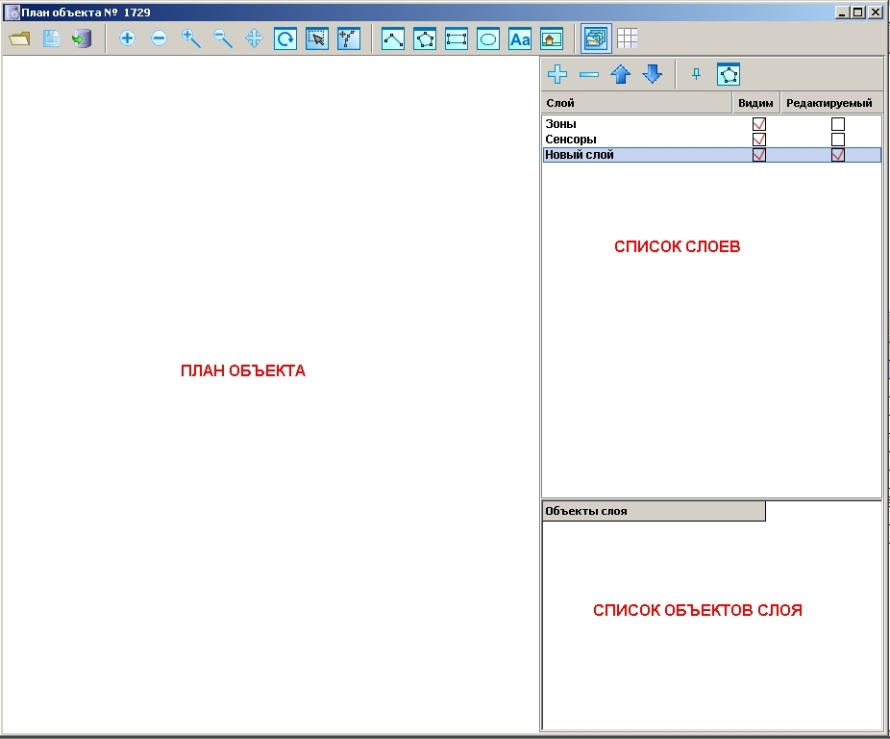 План объекта № 1729
Aa
Слой Видим Редактируемый
Зоны
Сенсоры
Новый слой
СПИСОК СЛОЕВ
ПЛАН ОБЪЕКТА
Объекты слоя
СПИСОК ОБЪЕКТОВ СЛОЯ